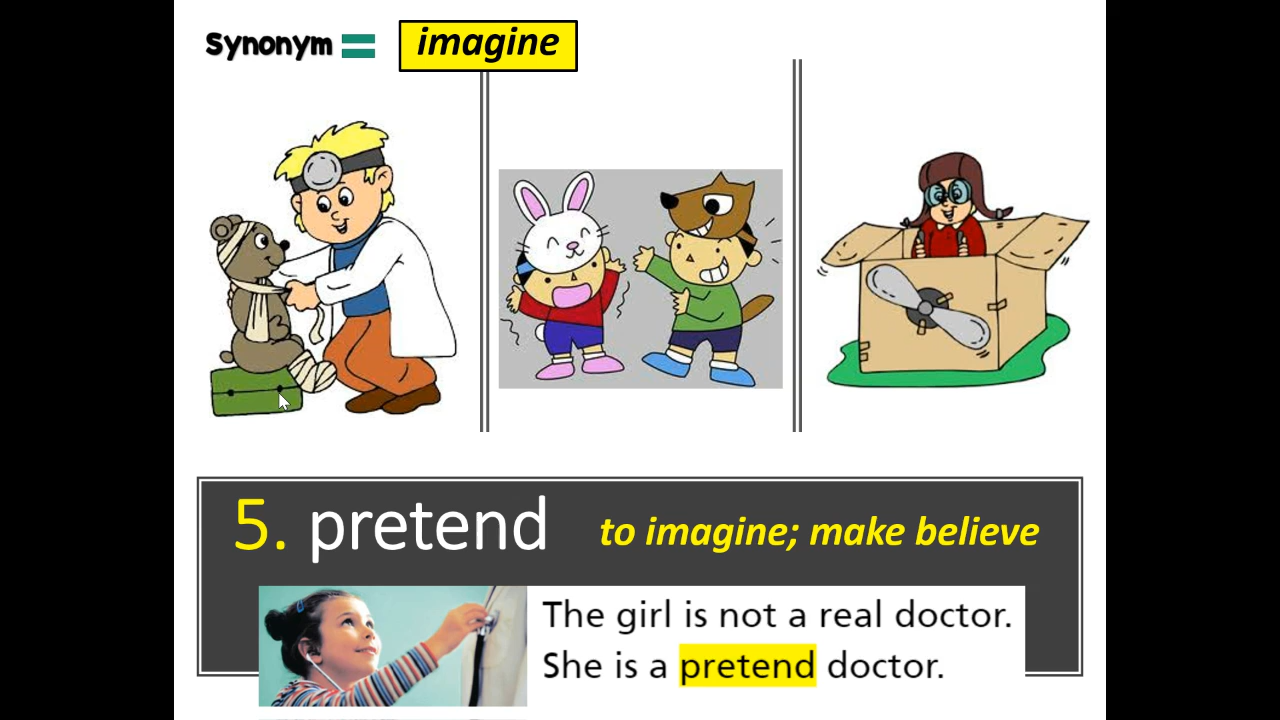 Synonym = imagine
5. pretend to imagine; make believe
The girl is not a real doctor.
She is a pretend doctor.